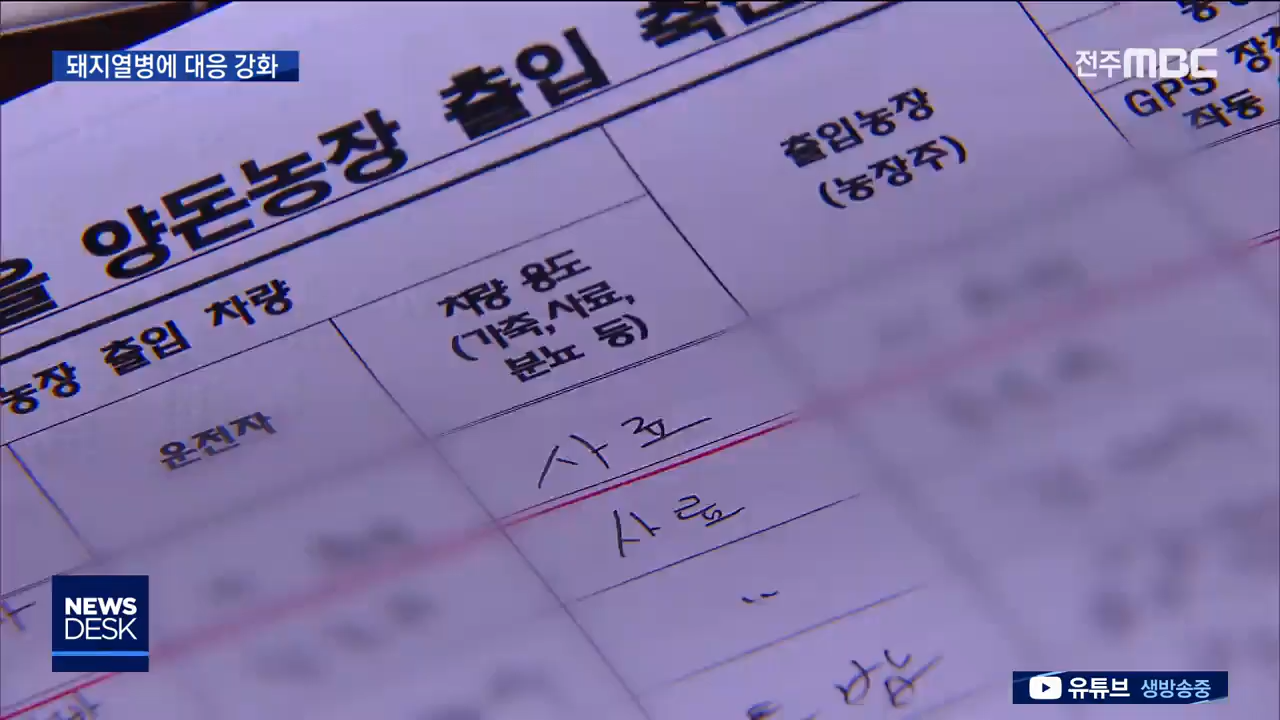 돼지열병에 대응 강화
전주MBC
을 양돈농장 출입
농장 출입 차량
운전자
차량 용도
(가축,사료,
분뇨 등)
출입농장
(농장주)
GPS 장
작동
사료
사료
"
NEWS
DESK
유튜브 생방송중